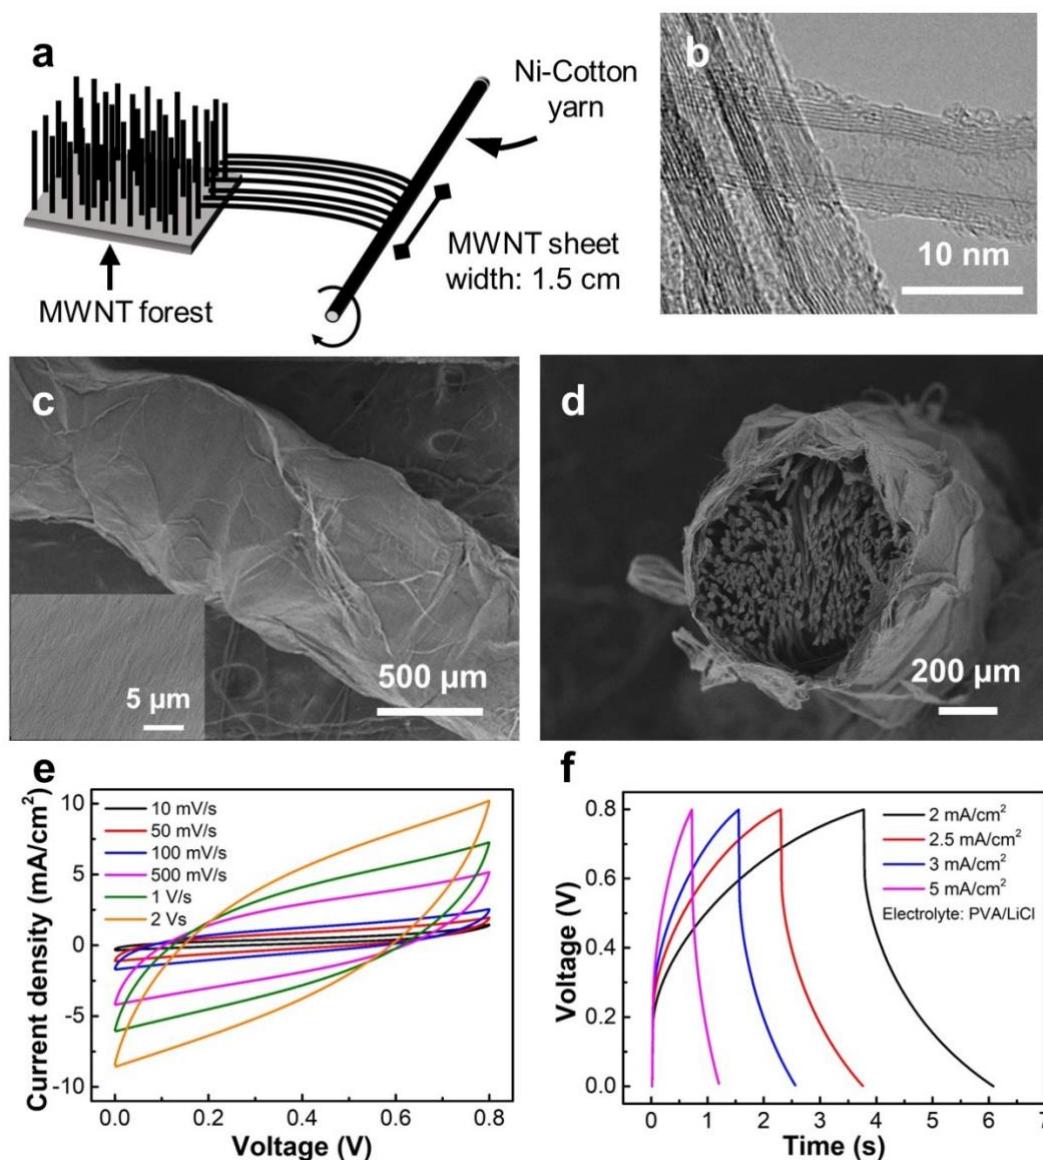 a
Ni-Cotton
yarn
MWNT sheet
width: 1.5 cm
MWNT forest
b
10 nm
c
500 µm
5 µm
d
200 µm
e
10 mV/s
50 mV/s
100 mV/s
500 mV/s
1 V/s
2 Vs
Current density (mA/cm²)
10
5
0
-5
-10
0.0 0.2 0.4 0.6 0.8
Voltage (V)
f
2 mA/cm²
2.5 mA/cm²
3 mA/cm²
5 mA/cm²
Electrolyte: PVA/LiCl
Voltage (V)
0.8
0.6
0.4
0.2
0.0
0 1 2 3 4 5 6 7
Time (s)